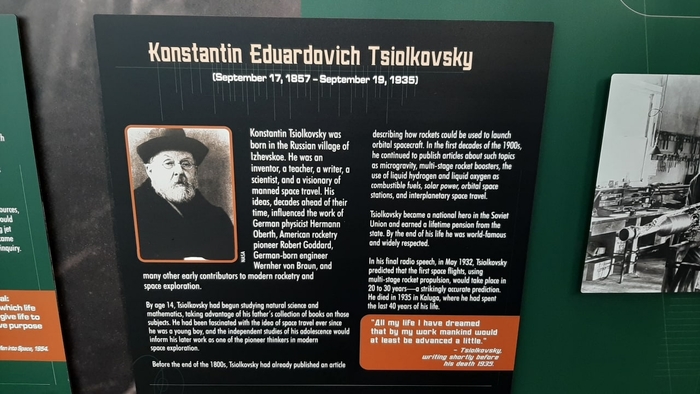 Konstantin Eduardovich Tsiolkovsky
(September 17, 1857 – September 19, 1935)
Konstantin Tsiolkovsky was
born in the Russian village of
Izhevskoe. He was an
inventor, a teacher, a writer, a
scientist, and a visionary of
manned space travel. His
ideas, decades ahead of their
time, influenced the work of
German physicist Hermann
Oberth, American rocketry
pioneer Robert Goddard,
German-born engineer
Wernher von Braun, and
many other early contributors to modern rocketry and
space exploration.
NASA
By age 14, Tsiolkovsky had begun studying natural science and
mathematics, taking advantage of his father's collection of books on those
subjects. He had been fascinated with the idea of space travel ever since
he was a young boy, and the independent studies of his adolescence would
inform his later work as one of the pioneer thinkers in modern
space exploration.
Before the end of the 1800s, Tsiolkovsky had already published an article
describing how rockets could be used to launch
orbital spacecraft. In the first decades of the 1900s,
he continued to publish articles about such topics
as microgravity, multi-stage rocket boosters, the
use of liquid hydrogen and liquid oxygen as
combustible fuels, solar power, orbital space
stations, and interplanetary space travel.
Tsiolkovsky became a national hero in the Soviet
Union and earned a lifetime pension from the
state. By the end of his life he was world-famous
and widely respected.
In his final radio speech, in May 1932, Tsiolkovsky
predicted that the first space flights, using
multi-stage rocket propulsion, would take place in
20 to 30 years—a strikingly accurate prediction.
He died in 1935 in Kaluga, where he had spent
the last 40 years of his life.
"All my life I have dreamed
that by my work mankind would
at least be advanced a little."
– Tsiolkovsky,
writing shortly before
his death 1935.
which life
give life to
purpose
into Space, 1954.